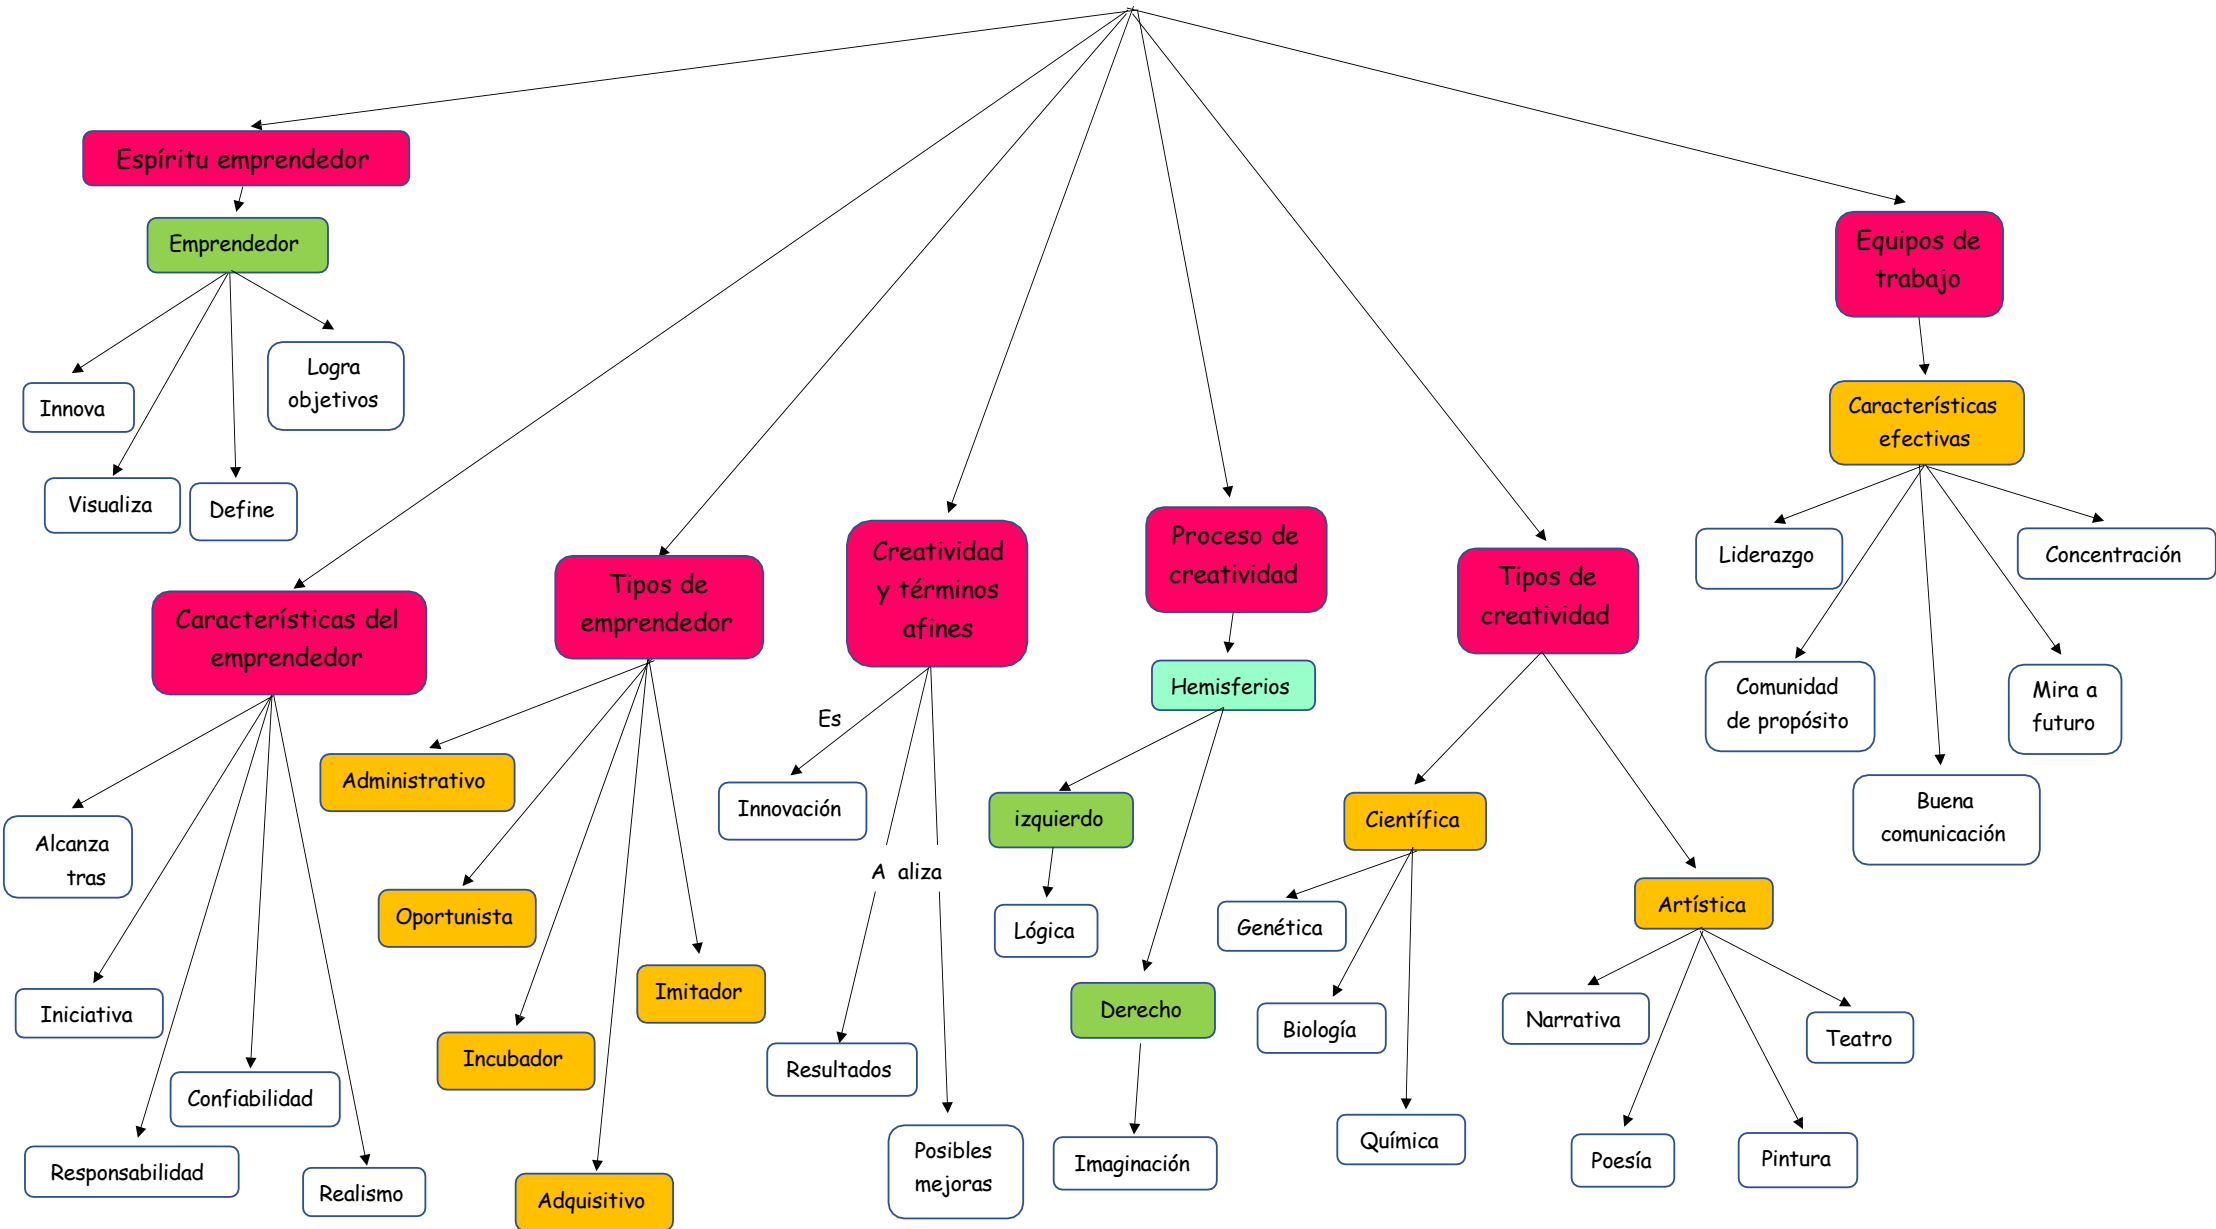 Espíritu emprendedor
Emprendedor
Innova
Visualiza
Define
Logra
objetivos
Características del
emprendedor
Alcanza
tras
Iniciativa
Responsabilidad
Confiabilidad
Realismo
Tipos de
emprendedor
Administrativo
Oportunista
Incubador
Adquisitivo
Imitador
Creatividad
y términos
afines
Es
Innovación
A aliza
Resultados
Posibles
mejoras
Proceso de
creatividad
Hemisferios
izquierdo
Lógica
Derecho
Imaginación
Tipos de
creatividad
Científica
Genética
Biología
Química
Artística
Narrativa
Poesía
Pintura
Teatro
Equipos de
trabajo
Características
efectivas
Liderazgo
Comunidad
de propósito
Buena
comunicación
Mira a
futuro
Concentración